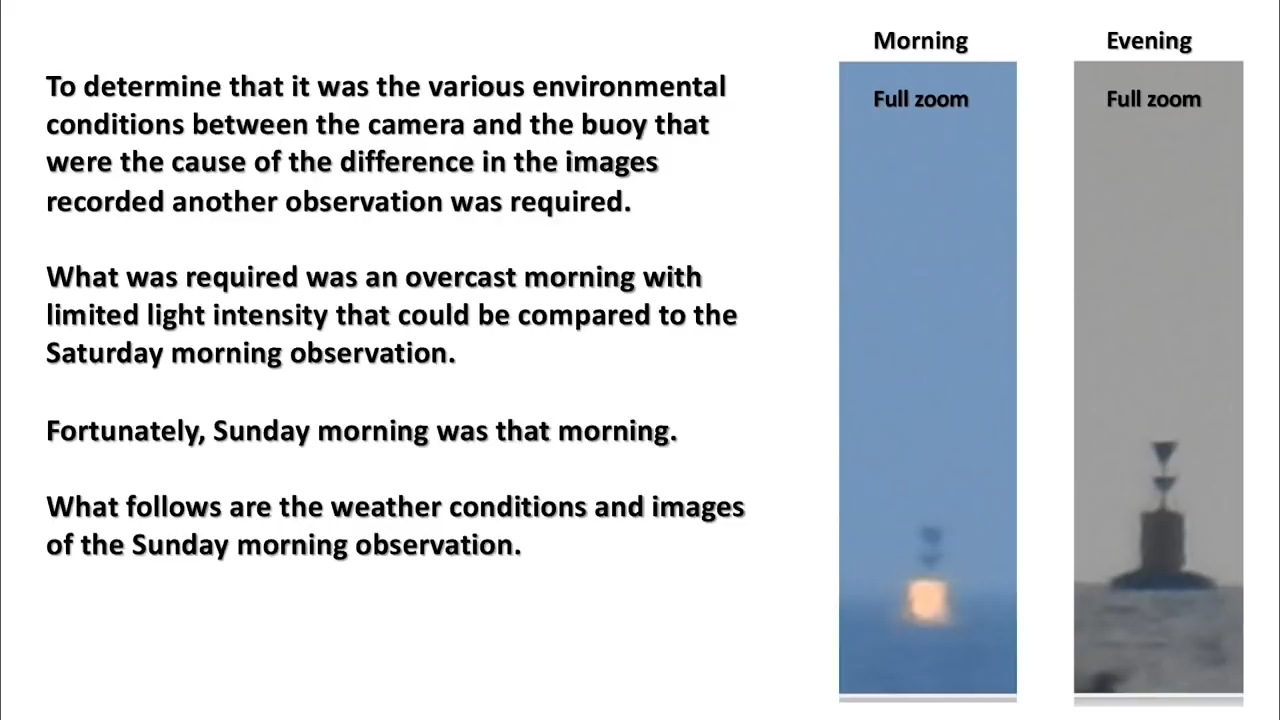 To determine that it was the various environmental
conditions between the camera and the buoy that
were the cause of the difference in the images
recorded another observation was required.
What was required was an overcast morning with
limited light intensity that could be compared to the
Saturday morning observation.
Fortunately, Sunday morning was that morning.
What follows are the weather conditions and images
of the Sunday morning observation.
Morning
Full zoom
Evening
Full zoom